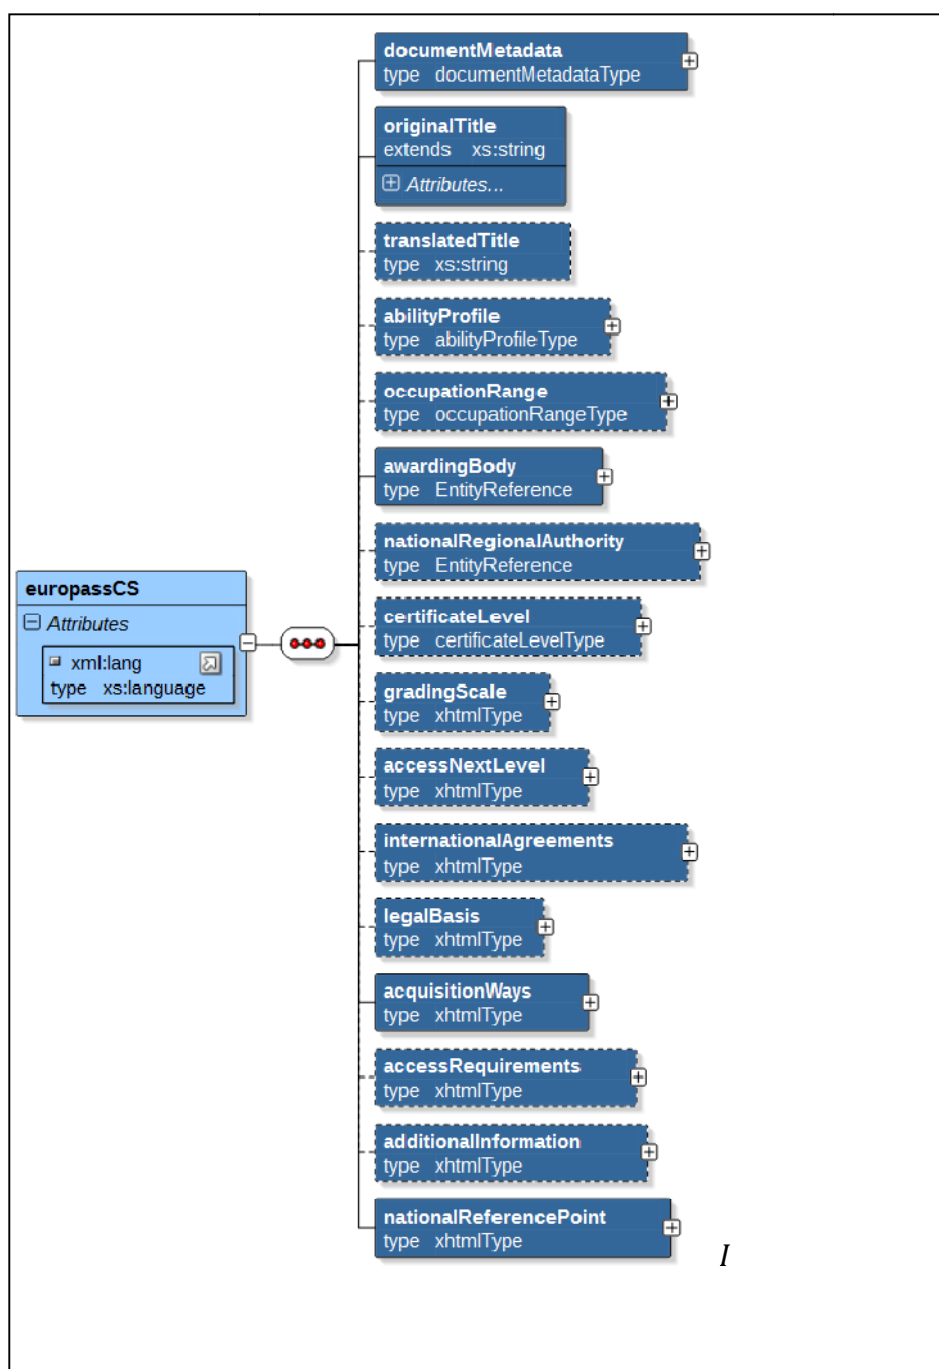 documentMetadata
type documentMetadataType
originalTitle
extends xs:string
Attributes...
translatedTitle
type xs:string
abilityProfile
type abilityProfileType
occupationRange
type occupationRangeType
awardingBody
type EntityReference
nationalRegionalAuthority
type EntityReference
europassCS
Attributes
xml:lang
type xs:language
certificateLevel
type certificateLevelType
gradingScale
type xhtmlType
accessNextLevel
type xhtmlType
internationalAgreements
type xhtmlType
legalBasis
type xhtmlType
acquisitionWays
type xhtmlType
accessRequirements
type xhtmlType
additionalInformation
type xhtmlType
nationalReferencePoint
type xhtmlType
I